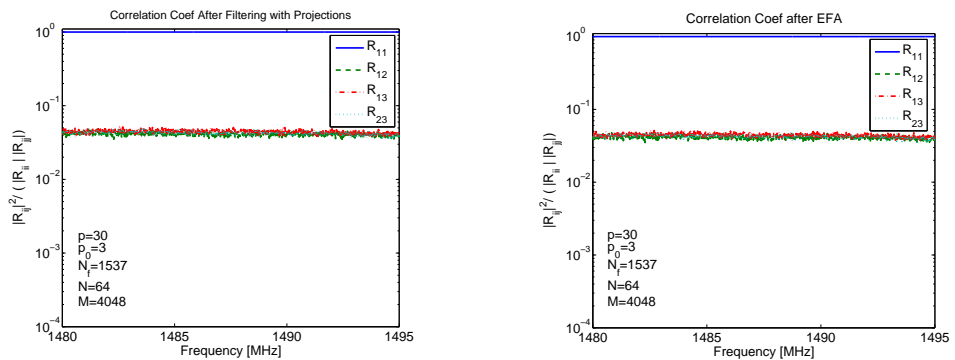 Correlation Coef After Filtering with Projections
10^0
10^-1
10^-2
10^-3
10^-4
|R_ij|^2/ ( |R_ii | |R_jj|)
R_11
R_12
R_13
R_23
p=30
p_0=3
N_f=1537
N=64
M=4048
1480
1485
1490
1495
Frequency [MHz]
Correlation Coef after EFA
10^0
10^-1
10^-2
10^-3
10^-4
|R_ij|^2/ ( |R_ii | |R_jj|)
R_11
R_12
R_13
R_23
p=30
p_0=3
N_f=1537
N=64
M=4048
1480
1485
1490
1495
Frequency [MHz]